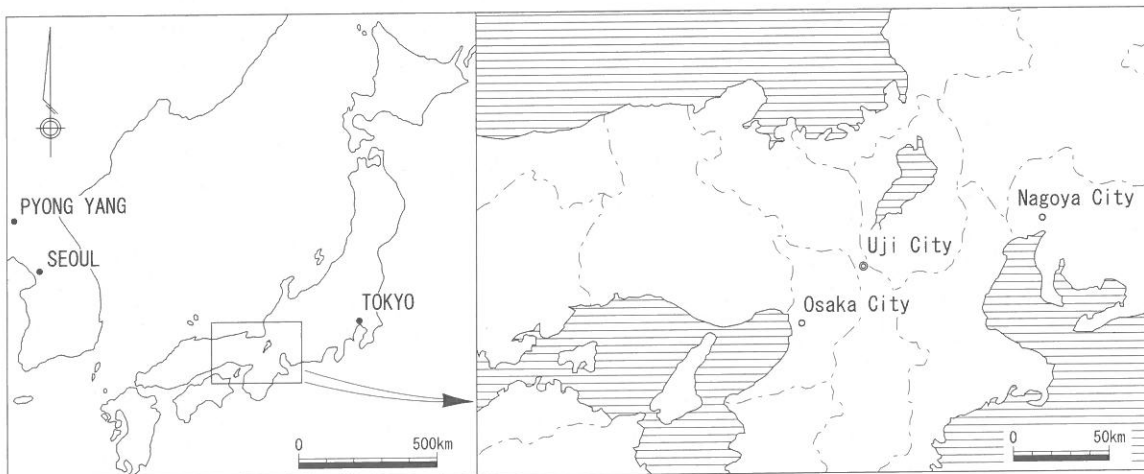 PYONG YANG
SEOUL
TOKYO
0 500km
Nagoya City
Uji City
Osaka City
0 50km